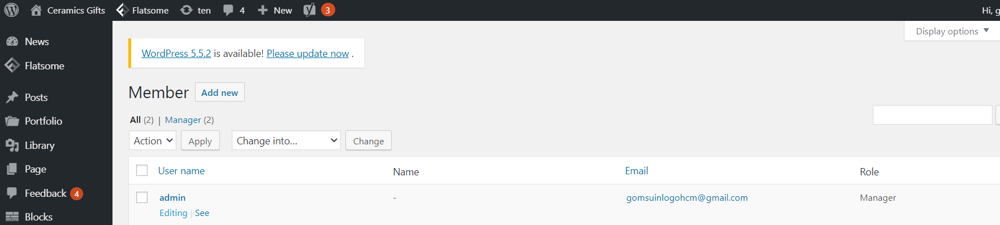 Ceramics Gifts Flatsome ten 4 New 3 Hi, g
Display options
News
WordPress 5.5.2 is available! Please update now .
Flatsome
Member Add new
Posts
Portfolio
All (2) | Manager (2)
Action Apply Change into... Change
Library
Page
User name Name Email Role
Feedback 4
admin - gomsuinlogohcm@gmail.com Manager
Editing | See
Blocks